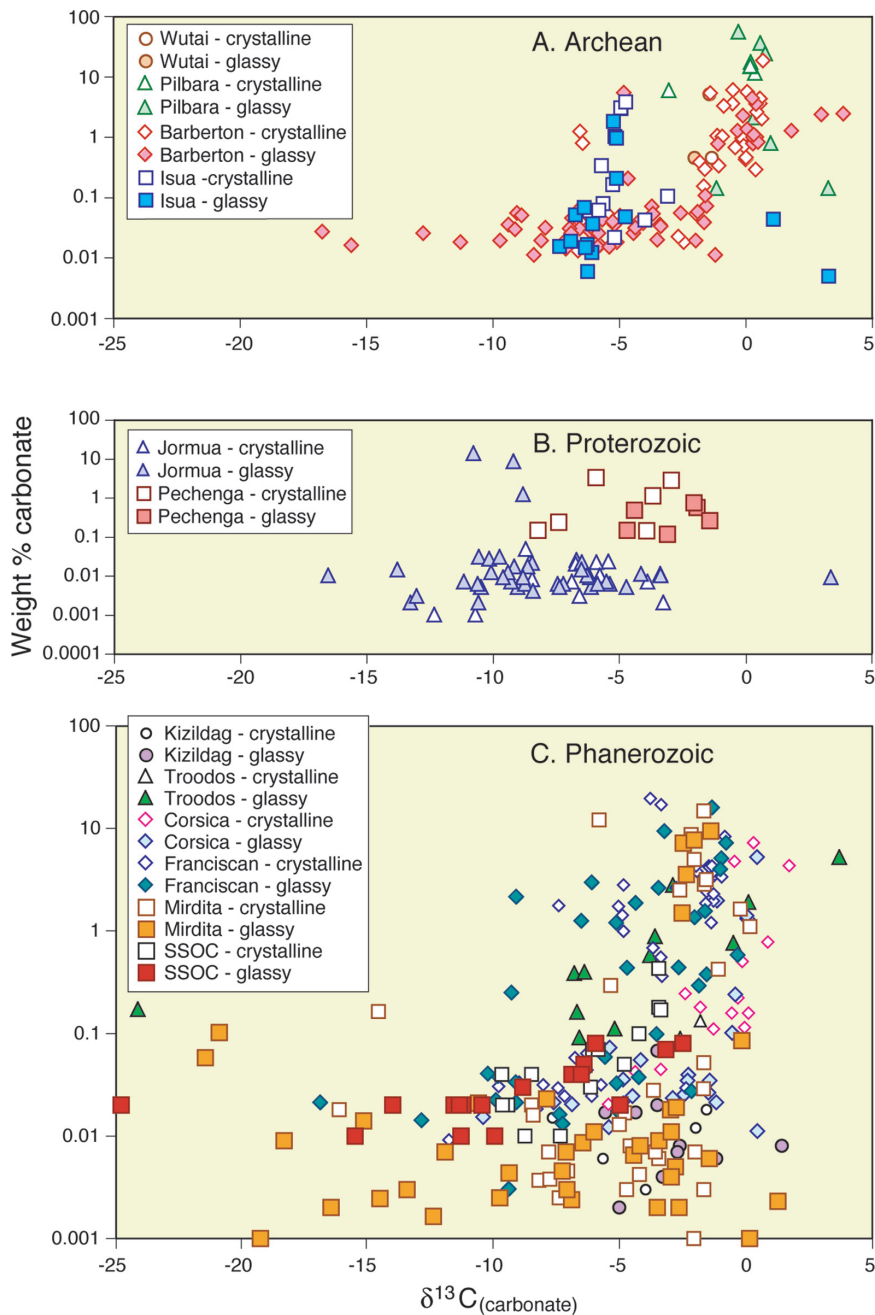 A. Archean
Wutai - crystalline
Wutai - glassy
Pilbara - crystalline
Pilbara - glassy
Barberton - crystalline
Barberton - glassy
Isua -crystalline
Isua - glassy
100
10
1
0.1
0.01
0.001
-25
-20
-15
-10
-5
0
5
B. Proterozoic
Jormua - crystalline
Jormua - glassy
Pechenga - crystalline
Pechenga - glassy
100
10
1
0.1
0.01
0.001
0.0001
-25
-20
-15
-10
-5
0
5
Weight % carbonate
C. Phanerozoic
Kizildag - crystalline
Kizildag - glassy
Troodos - crystalline
Troodos - glassy
Corsica - crystalline
Corsica - glassy
Franciscan - crystalline
Franciscan - glassy
Mirdita - crystalline
Mirdita - glassy
SSOC - crystalline
SSOC - glassy
100
10
1
0.1
0.01
0.001
-25
-20
-15
-10
-5
0
5
δ¹³C(carbonate)